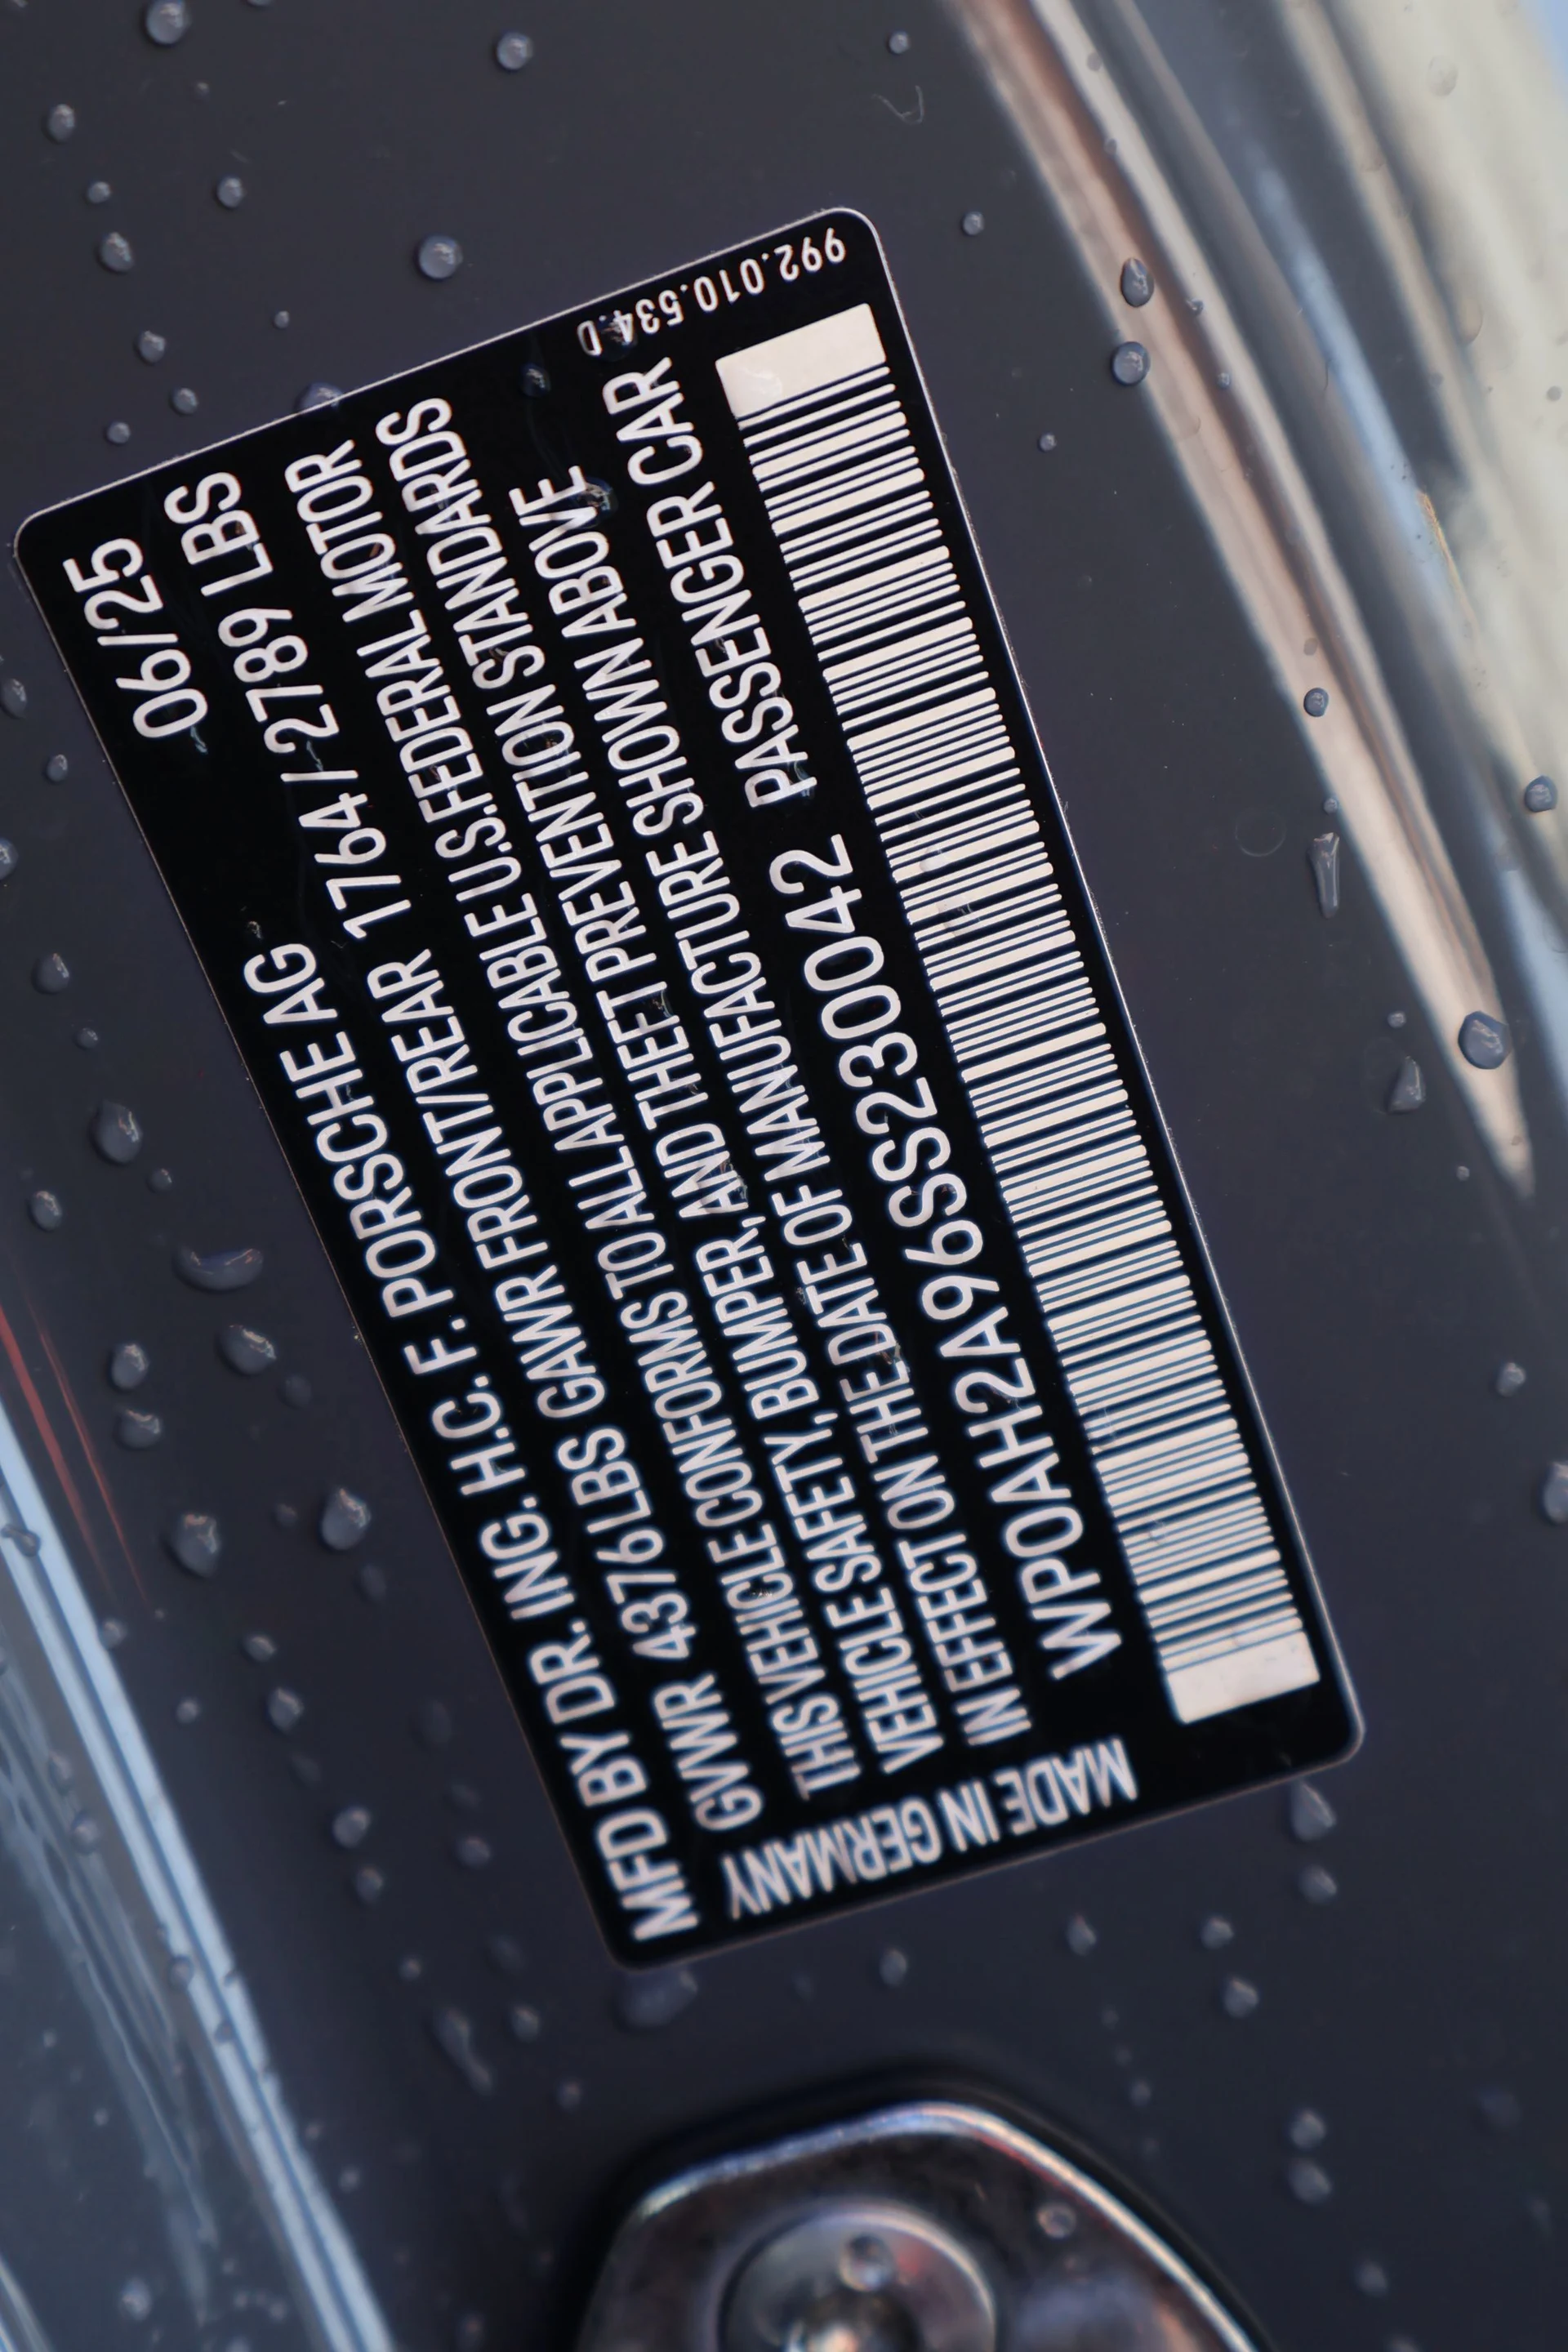 MFD BY DR. ING. H.C. F. PORSCHE AG 06/25
GVWR 4376 LBS GAWR FRONT/REAR 1764 / 2789 LBS
THIS VEHICLE CONFORMS TO ALL APPLICABLE U.S. FEDERAL MOTOR
VEHICLE SAFETY, BUMPER, AND THEFT PREVENTION STANDARDS
IN EFFECT ON THE DATE OF MANUFACTURE SHOWN ABOVE
WP0AH2A96SS230042 PASSENGER CAR
MADE IN GERMANY
992.010.534.D